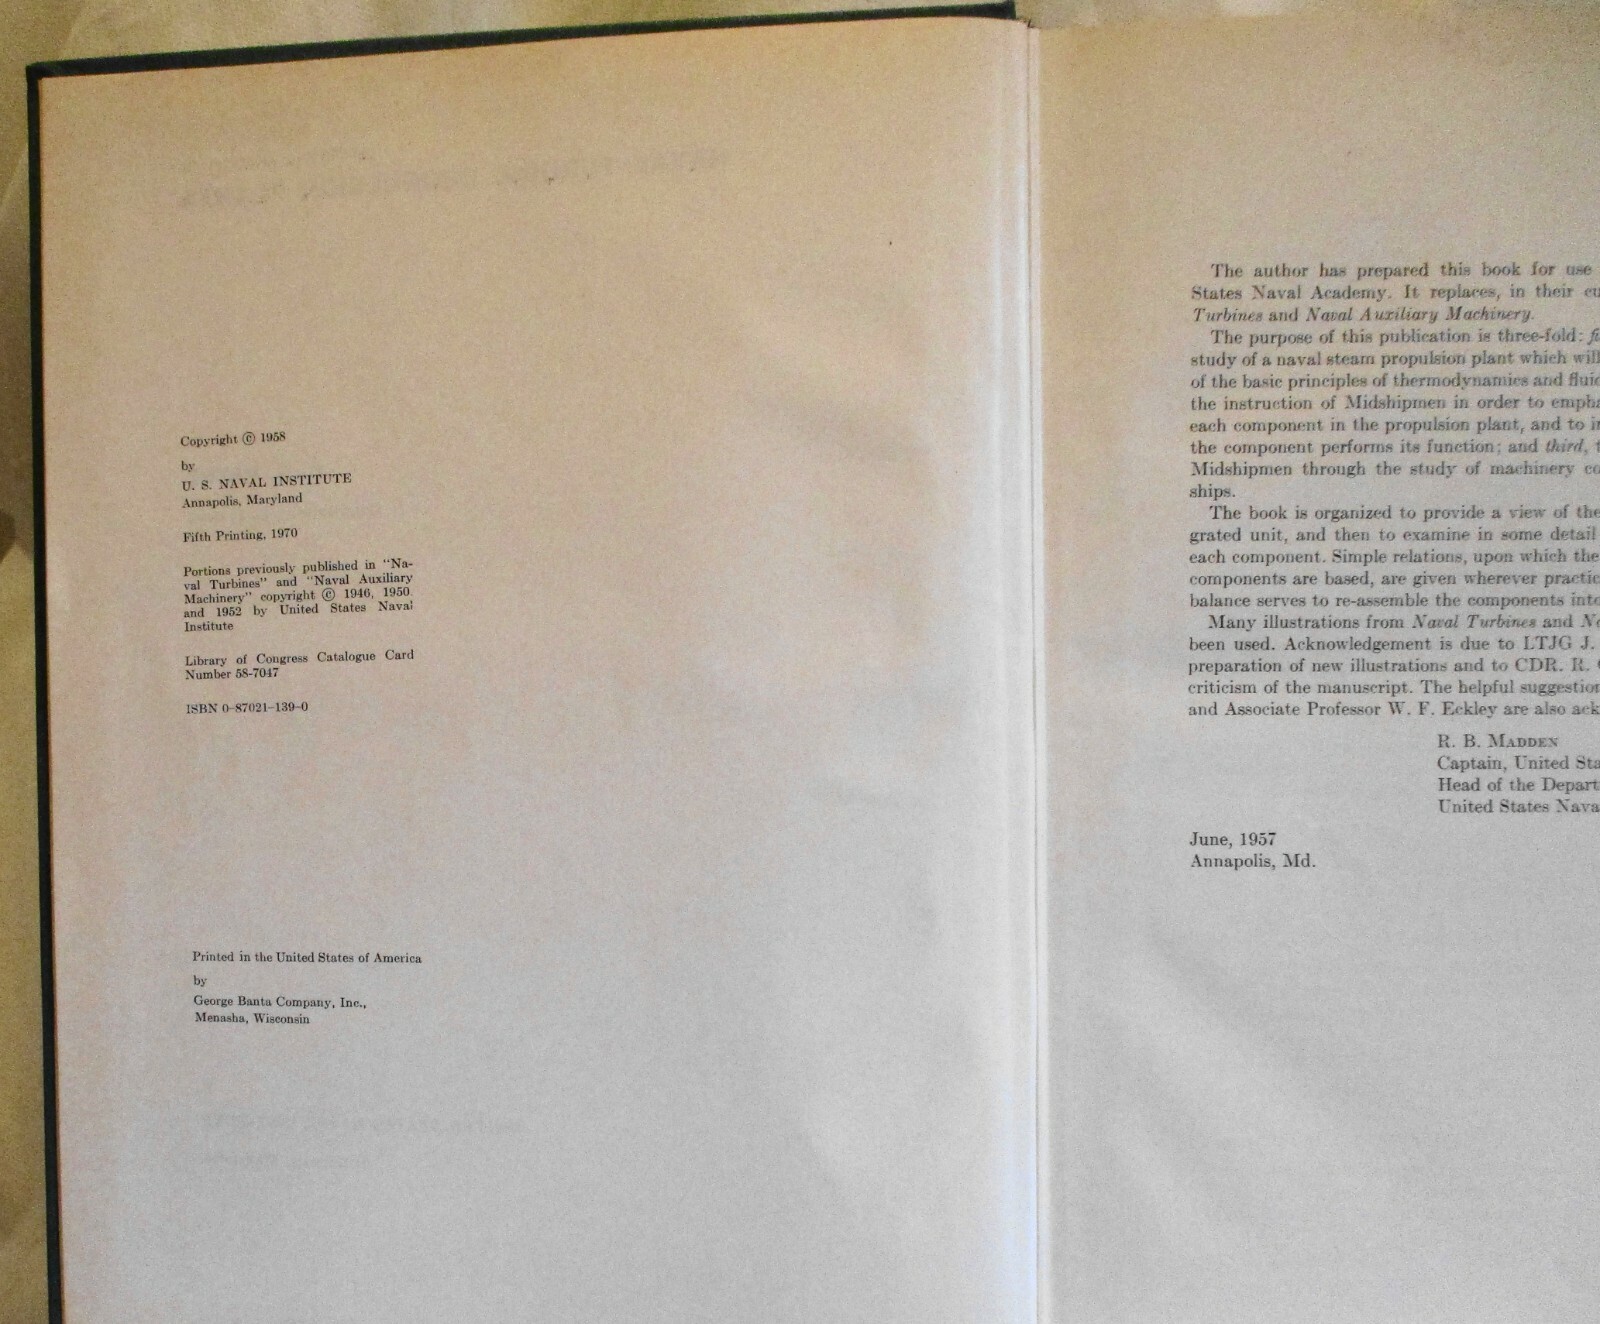 Copyright © 1958
by
U. S. NAVAL INSTITUTE
Annapolis, Maryland
Fifth Printing, 1970
Portions previously published in "Na-
val Turbines" and "Naval Auxiliary
Machinery" copyright © 1946, 1950
and 1952 by United States Naval
Institute
Library of Congress Catalogue Card
Number 58-7047
ISBN 0-87021-139-0
Printed in the United States of America
by
George Banta Company, Inc.,
Menasha, Wisconsin
The author has prepared this book for use
States Naval Academy. It replaces, in their
Turbines and Naval Auxiliary Machinery.
The purpose of this publication is three-fold:
study of a naval steam propulsion plant which will
of the basic principles of thermodynamics and
the instruction of Midshipmen in order to
each component in the propulsion plant, and to
the component performs its function; and third,
Midshipmen through the study of machinery
ships.
The book is organized to provide a view of the
grated unit, and then to examine in some detail
each component. Simple relations, upon which the
components are based, are given wherever
balance serves to re-assemble the components
Many illustrations from Naval Turbines and
been used. Acknowledgement is due to LTJG J.
preparation of new illustrations and to CDR. R.
criticism of the manuscript. The helpful
and Associate Professor W. F. Eckley are also
R. B. MADDEN
Captain, United
Head of the
United States
June, 1957
Annapolis, Md.